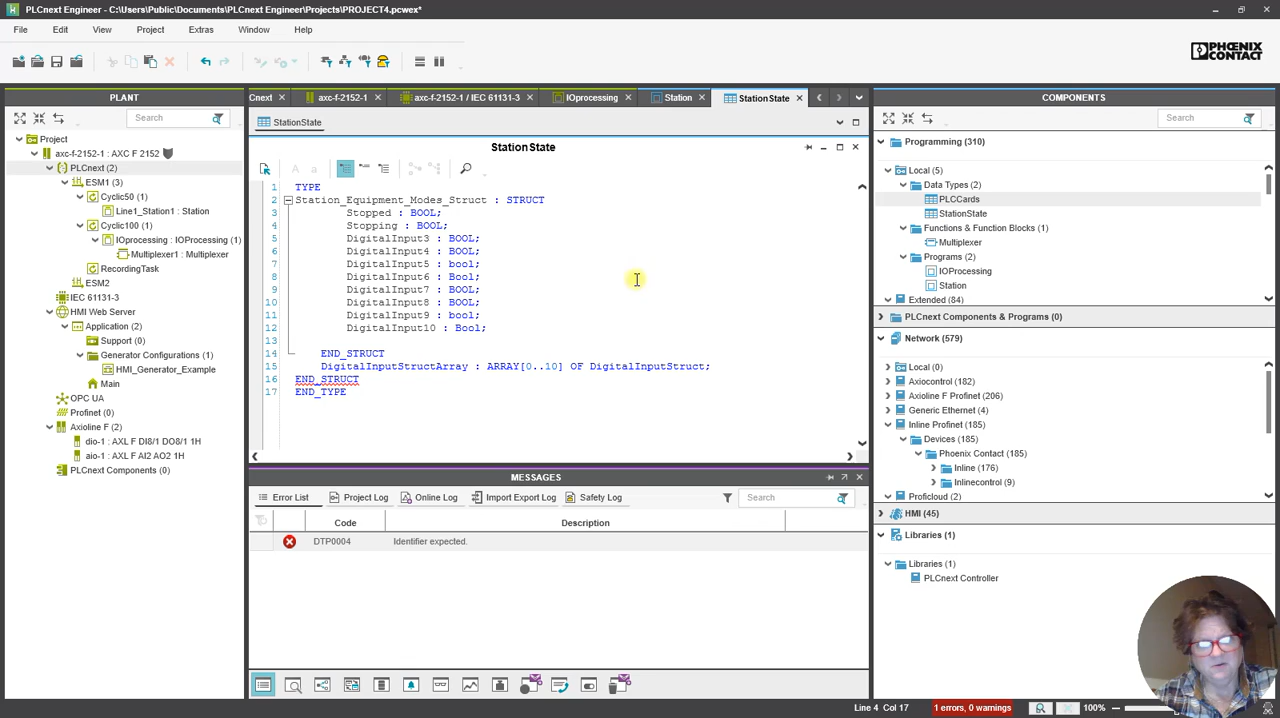 PLCnext Engineer - C:\Users\Public\Documents\PLCnext Engineer\Projects\PROJECT4.pcwex*
File Edit View Project Extras Window Help
PHOENIX CONTACT
PLANT
Search
Project
axc-f-2152-1 : AXC F 2152
PLCnext (2)
ESM1 (3)
Cyclic50 (1)
Line1_Station1 : Station
Cyclic100 (1)
IOprocessing : IOProcessing (1)
Multiplexer1 : Multiplexer
RecordingTask
ESM2
IEC 61131-3
HMI Web Server
Application (2)
Support (0)
Generator Configurations (1)
HMI_Generator_Example
Main
OPC UA
Profinet (0)
Axioline F (2)
dio-1 : AXL F DI8/1 DO8/1 1H
aio-1 : AXL F AI2 AO2 1H
PLCnext Components (0)
Cnext axc-f-2152-1 axc-f-2152-1 / IEC 61131-3 IOprocessing Station StationState
StationState
StationState
1 TYPE
2 Station_Equipment_Modes_Struct : STRUCT
3 Stopped : BOOL;
4 Stopping : BOOL;
5 DigitalInput3 : BOOL;
6 DigitalInput4 : BOOL;
7 DigitalInput5 : bool;
8 DigitalInput6 : Bool;
9 DigitalInput7 : BOOL;
10 DigitalInput8 : BOOL;
11 DigitalInput9 : bool;
12 DigitalInput10 : Bool;
13
14 END_STRUCT
15 DigitalInputStructArray : ARRAY[0..10] OF DigitalInputStruct;
16 END_STRUCT
17 END_TYPE
MESSAGES
Error List Project Log Online Log Import Export Log Safety Log Search
Code Description
DTP0004 Identifier expected.
COMPONENTS
Search
Programming (310)
Local (5)
Data Types (2)
PLCCards
StationState
Functions & Function Blocks (1)
Multiplexer
Programs (2)
IOProcessing
Station
Extended (84)
PLCnext Components & Programs (0)
Network (579)
Local (0)
Axiocontrol (182)
Axioline F Profinet (206)
Generic Ethernet (4)
Inline Profinet (185)
Devices (185)
Phoenix Contact (185)
Inline (176)
Inlinecontrol (9)
Proficloud (2)
HMI (45)
Libraries (1)
Libraries (1)
PLCnext Controller
Line 4 Col 17 1 errors, 0 warnings 100%